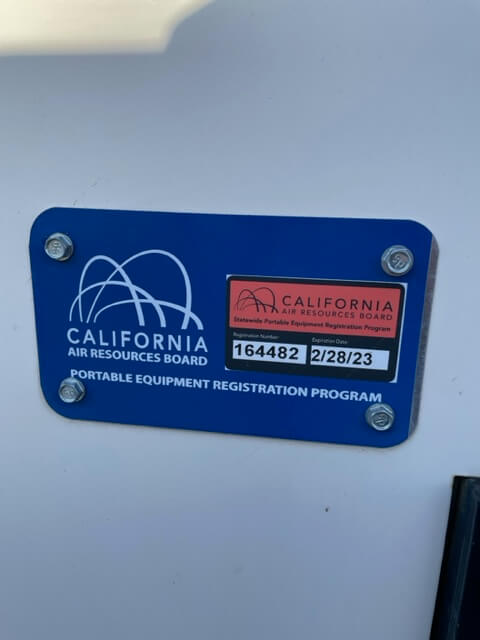 CALIFORNIA
AIR RESOURCES BOARD
PORTABLE EQUIPMENT REGISTRATION PROGRAM
CALIFORNIA
AIR RESOURCES BOARD
Statewide Portable Equipment Registration Program
Registration Number
Expiration Date
164482
2/28/23